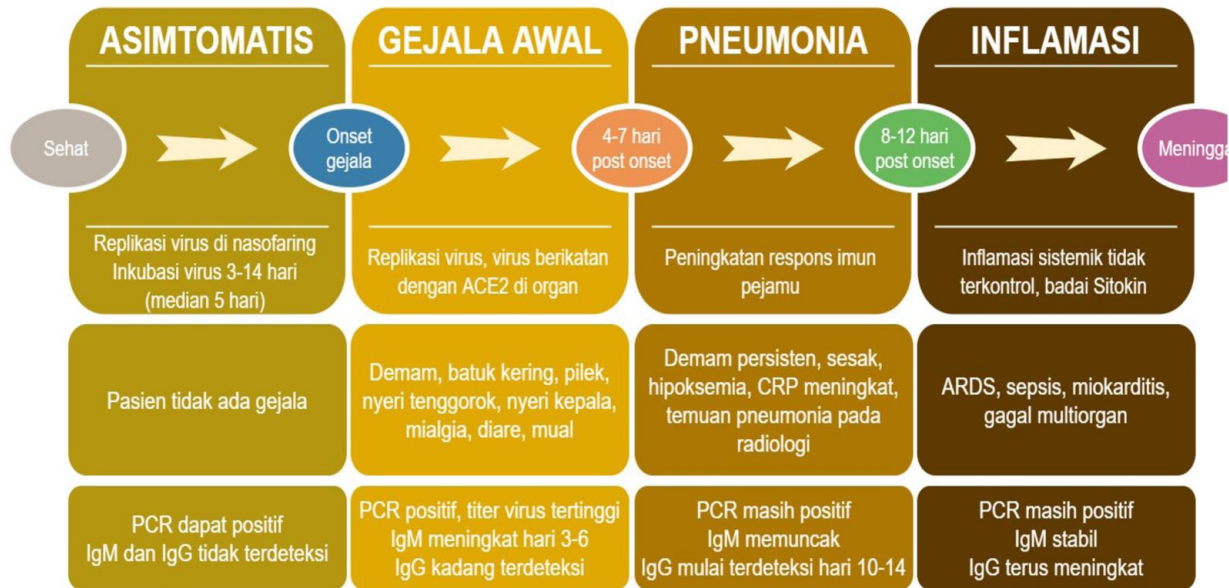 ASIMTOMATIS
GEJALA AWAL
PNEUMONIA
INFLAMASI
Sehat
Onset
gejala
4-7 hari
post onset
8-12 hari
post onset
Meningga
Replikasi virus di nasofaring
Inkubasi virus 3-14 hari
(median 5 hari)
Replikasi virus, virus berikatan
dengan ACE2 di organ
Peningkatan respons imun
pejamu
Inflamasi sistemik tidak
terkontrol, badai Sitokin
Pasien tidak ada gejala
Demam, batuk kering, pilek,
nyeri tenggorok, nyeri kepala,
mialgia, diare, mual
Demam persisten, sesak,
hipoksemia, CRP meningkat,
temuan pneumonia pada
radiologi
ARDS, sepsis, miokarditis,
gagal multiorgan
PCR dapat positif
IgM dan IgG tidak terdeteksi
PCR positif, titer virus tertinggi
IgM meningkat hari 3-6
IgG kadang terdeteksi
PCR masih positif
IgM memuncak
IgG mulai terdeteksi hari 10-14
PCR masih positif
IgM stabil
IgG terus meningkat